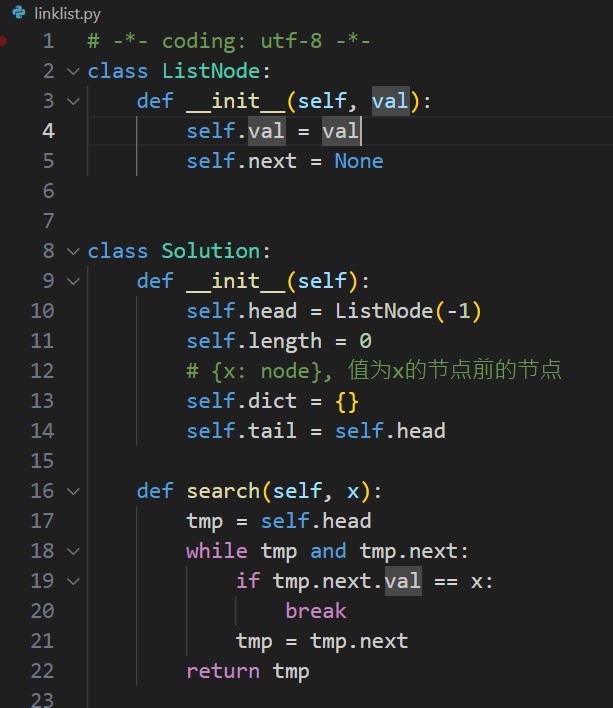 linklist.py
1 # -*- coding: utf-8 -*-
2 class ListNode:
3     def __init__(self, val):
4         self.val = val
5         self.next = None
6
7
8 class Solution:
9     def __init__(self):
10         self.head = ListNode(-1)
11         self.length = 0
12         # {x: node}, 值为x的节点前的节点
13         self.dict = {}
14         self.tail = self.head
15
16     def search(self, x):
17         tmp = self.head
18         while tmp and tmp.next:
19             if tmp.next.val == x:
20                 break
21             tmp = tmp.next
22         return tmp
23